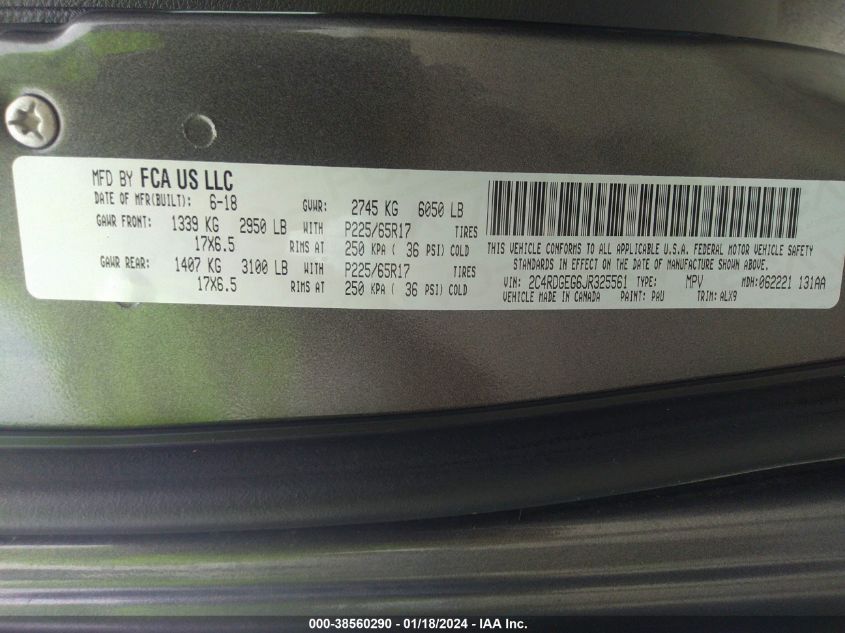 MFD BY FCA US LLC
DATE OF MFR(BUILT): 6-18 GVWR: 2745 KG 6050 LB
GAWR FRONT: 1339 KG 2950 LB WITH P225/65R17 TIRES
17X6.5 RIMS AT 250 KPA ( 36 PSI) COLD
GAWR REAR: 1407 KG 3100 LB WITH P225/65R17 TIRES
17X6.5 RIMS AT 250 KPA ( 36 PSI) COLD
THIS VEHICLE CONFORMS TO ALL APPLICABLE U.S.A. FEDERAL MOTOR VEHICLE SAFETY
STANDARDS IN EFFECT ON THE DATE OF MANUFACTURE SHOWN ABOVE.
VIN: 2C4RDGEG6JR325561 TYPE: MPV MDH: 062221 131AA
VEHICLE MADE IN CANADA PAINT: PAU TRIM: ALX9
000-38560290 - 01/18/2024 - IAA Inc.